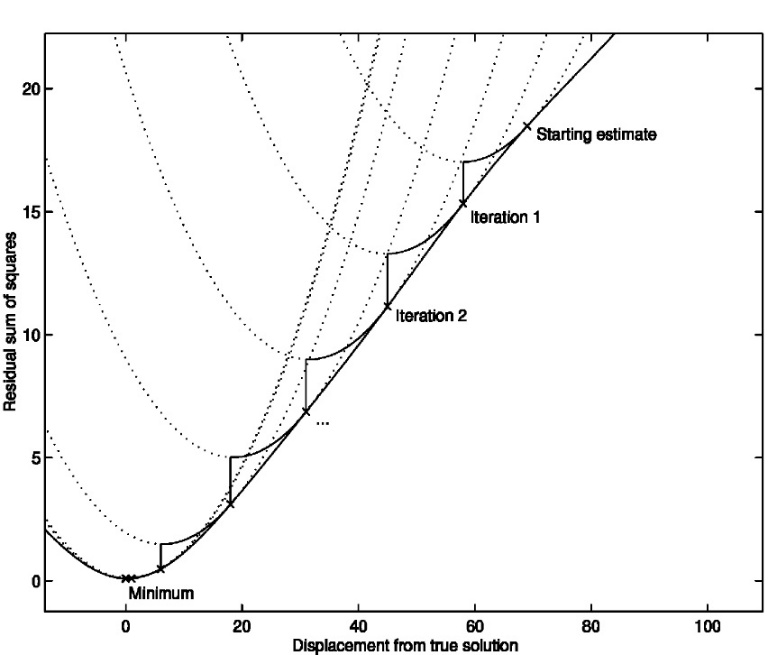 20
Starting estimate
15
Iteration 1
Residual sum of squares
10
Iteration 2
...
5
0
Minimum
0 20 40 60 80 100
Displacement from true solution